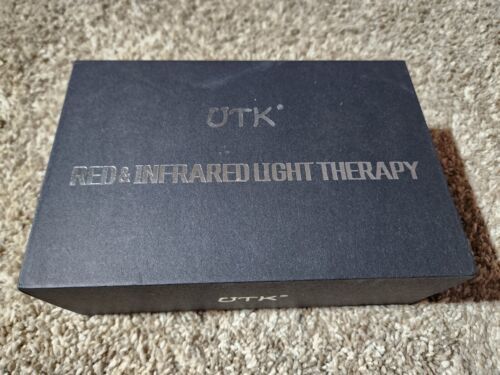 UTK®
RED & INFRARED LIGHT THERAPY
UTK®